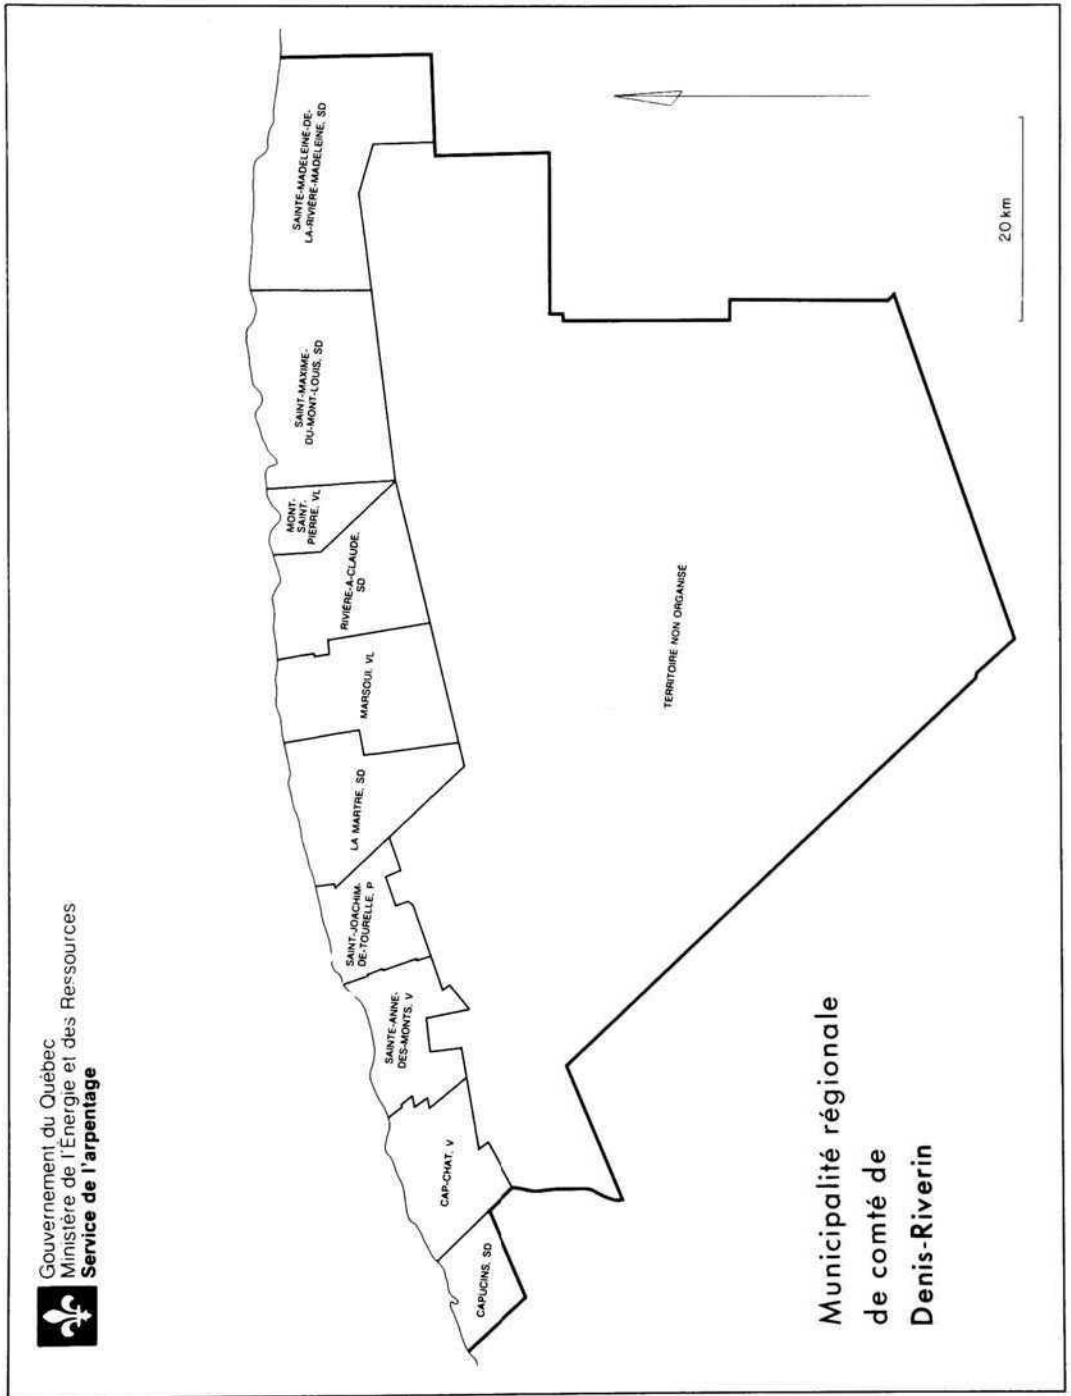 Gouvernement du Québec
Ministère de l'Énergie et des Ressources
Service de l'arpentage
SAINTE-MADELEINE-DE-
LA-RIVIÈRE-MADELEINE, SD
SAINT-MAXIME-
DU-MONT-LOUIS, SD
MONT-
SAINT-
PIERRE, VL
RIVIÈRE-A-CLAUDE,
SD
MARSOUI, VL
LA MARTRE, SD
SAINT-JOACHIM-
DE-TOURELLE, P
SAINTE-ANNE-
DES-MONTS, V
CAP-CHAT, V
CAPUCINS, SD
TERRITOIRE NON ORGANISÉ
20 km
Municipalité régionale
de comté de
Denis-Riverin